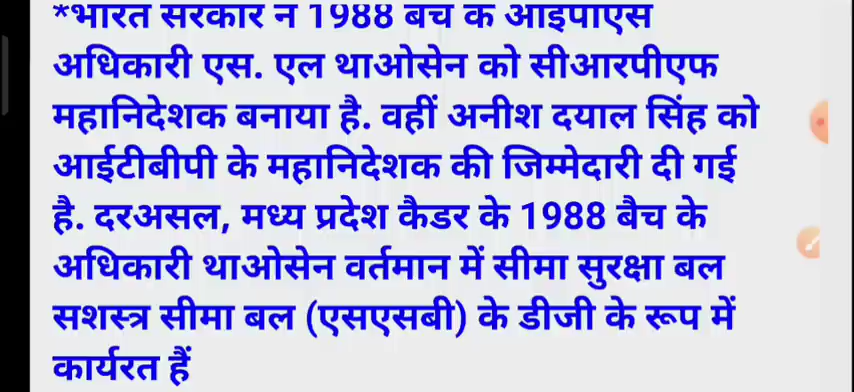 *भारत सरकार ने 1988 बैच के आईपीएस
अधिकारी एस. एल थाओसेन को सीआरपीएफ
महानिदेशक बनाया है. वहीं अनीश दयाल सिंह को
आईटीबीपी के महानिदेशक की जिम्मेदारी दी गई
है. दरअसल, मध्य प्रदेश कैडर के 1988 बैच के
अधिकारी थाओसेन वर्तमान में सीमा सुरक्षा बल
सशस्त्र सीमा बल (एसएसबी) के डीजी के रूप में
कार्यरत हैं